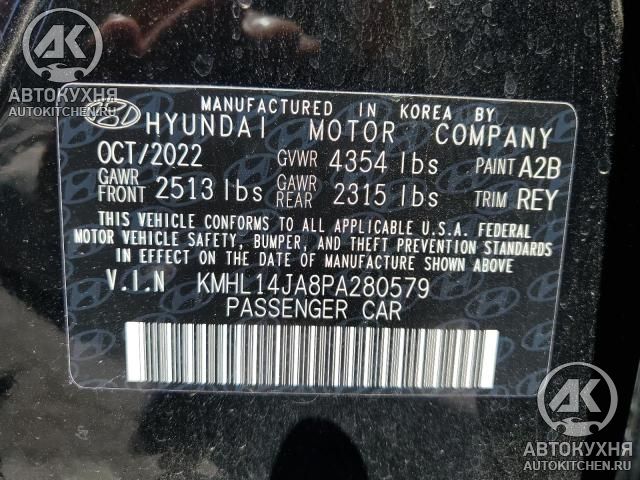 AK
АВТОКУХНЯ
AUTOKITCHEN.RU
MANUFACTURED IN KOREA BY
HYUNDAI MOTOR COMPANY
OCT/2022 GVWR 4354 lbs PAINT A2B
GAWR FRONT 2513 lbs GAWR REAR 2315 lbs TRIM REY
THIS VEHICLE CONFORMS TO ALL APPLICABLE U.S.A. FEDERAL
MOTOR VEHICLE SAFETY, BUMPER, AND THEFT PREVENTION STANDARDS
IN EFFECT ON THE DATE OF MANUFACTURE SHOWN ABOVE.
V.I.N KMHL14JA8PA280579
PASSENGER CAR
AK
АВТОКУХНЯ
AUTOKITCHEN.RU